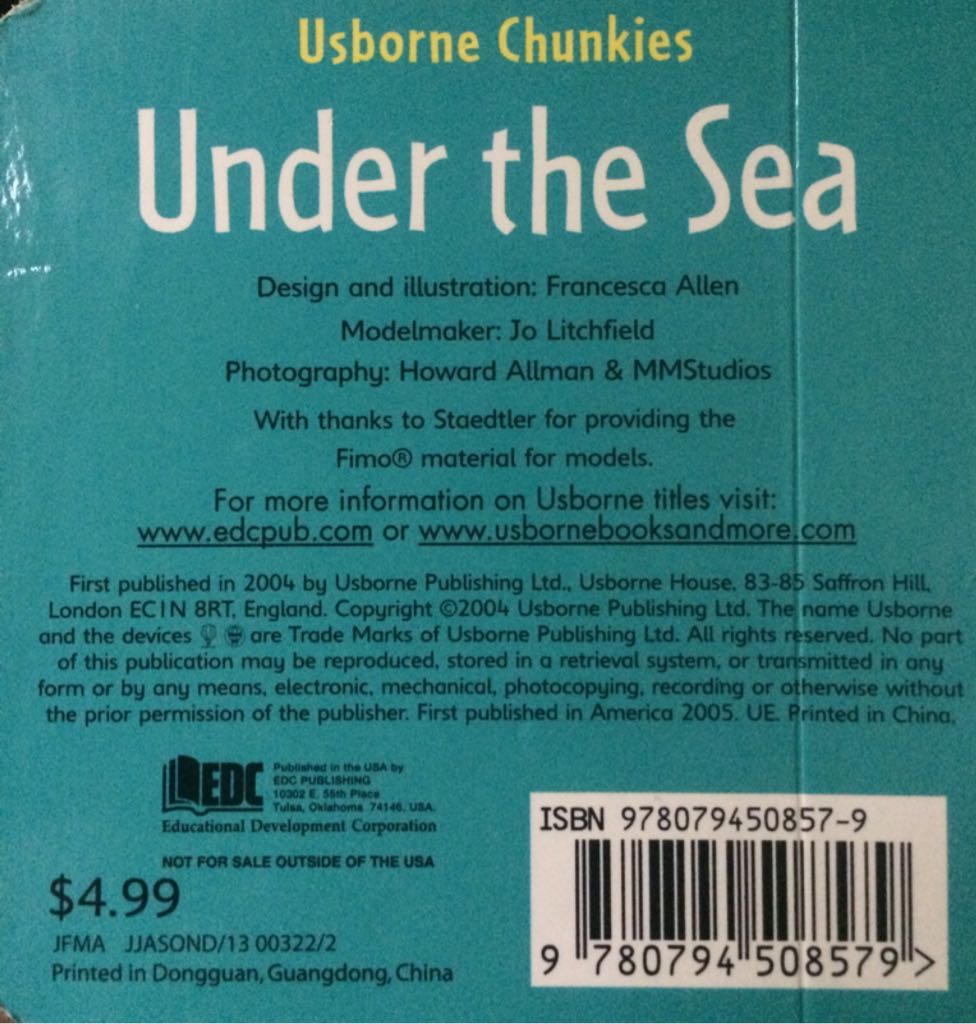 Usborne Chunkies
Under the Sea
Design and illustration: Francesca Allen
Modelmaker: Jo Litchfield
Photography: Howard Allman & MMStudios
With thanks to Staedtler for providing the
Fimo® material for models.
For more information on Usborne titles visit:
www.edcpub.com or www.usbornebooksandmore.com
First published in 2004 by Usborne Publishing Ltd., Usborne House, 83-85 Saffron Hill,
London EC1N 8RT, England. Copyright ©2004 Usborne Publishing Ltd. The name Usborne
and the devices are Trade Marks of Usborne Publishing Ltd. All rights reserved. No part
of this publication may be reproduced, stored in a retrieval system, or transmitted in any
form or by any means, electronic, mechanical, photocopying, recording or otherwise without
the prior permission of the publisher. First published in America 2005. UE. Printed in China.
EDC
Published in the USA by
EDC PUBLISHING
10302 E. 55th Place
Tulsa, Oklahoma 74146, USA.
Educational Development Corporation
NOT FOR SALE OUTSIDE OF THE USA
$4.99
JFMA JJASOND/13 00322/2
Printed in Dongguan, Guangdong, China
ISBN 978079450857-9
9 780794 508579 >